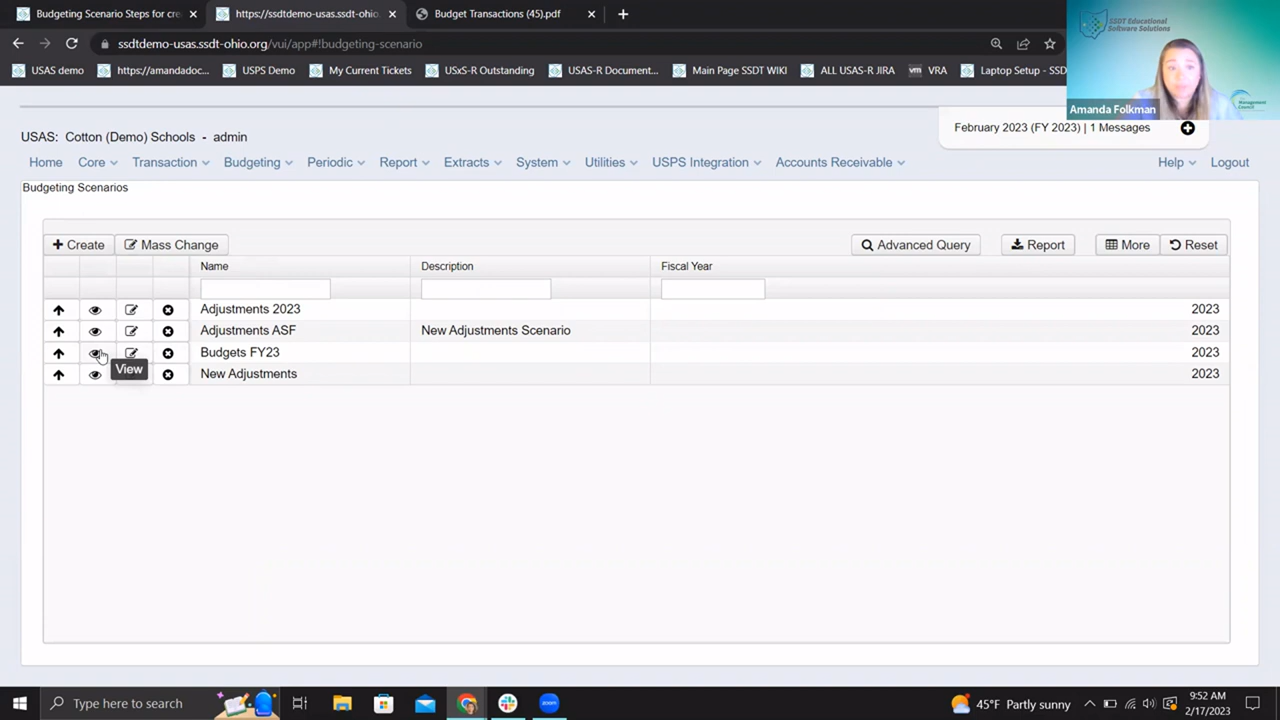 Budgeting Scenario Steps for cre
https://ssdtdemo-usas.ssdt-ohio.
Budget Transactions (45).pdf
ssdtdemo-usas.ssdt-ohio.org/vui/app#!budgeting-scenario
USAS demo
https://amandadoc...
USPS Demo
My Current Tickets
USxS R Outstanding
USAS-R Document...
Main Page SSDT WIKI
ALL USAS-R JIRA
vm VRA
Laptop Setup - SSD
SSDT Educational
Software Solutions
Management
Council
Amanda Folkman
USAS: Cotton (Demo) Schools - admin
February 2023 (FY 2023) | 1 Messages
Home Core Transaction Budgeting Periodic Report Extracts System Utilities USPS Integration Accounts Receivable Help Logout
Budgeting Scenarios
Create Mass Change Advanced Query Report More Reset
Name Description Fiscal Year
Adjustments 2023 2023
Adjustments ASF New Adjustments Scenario 2023
Budgets FY23 2023
View
New Adjustments 2023
Type here to search
zoom
45°F Partly sunny
9:52 AM
2/17/2023